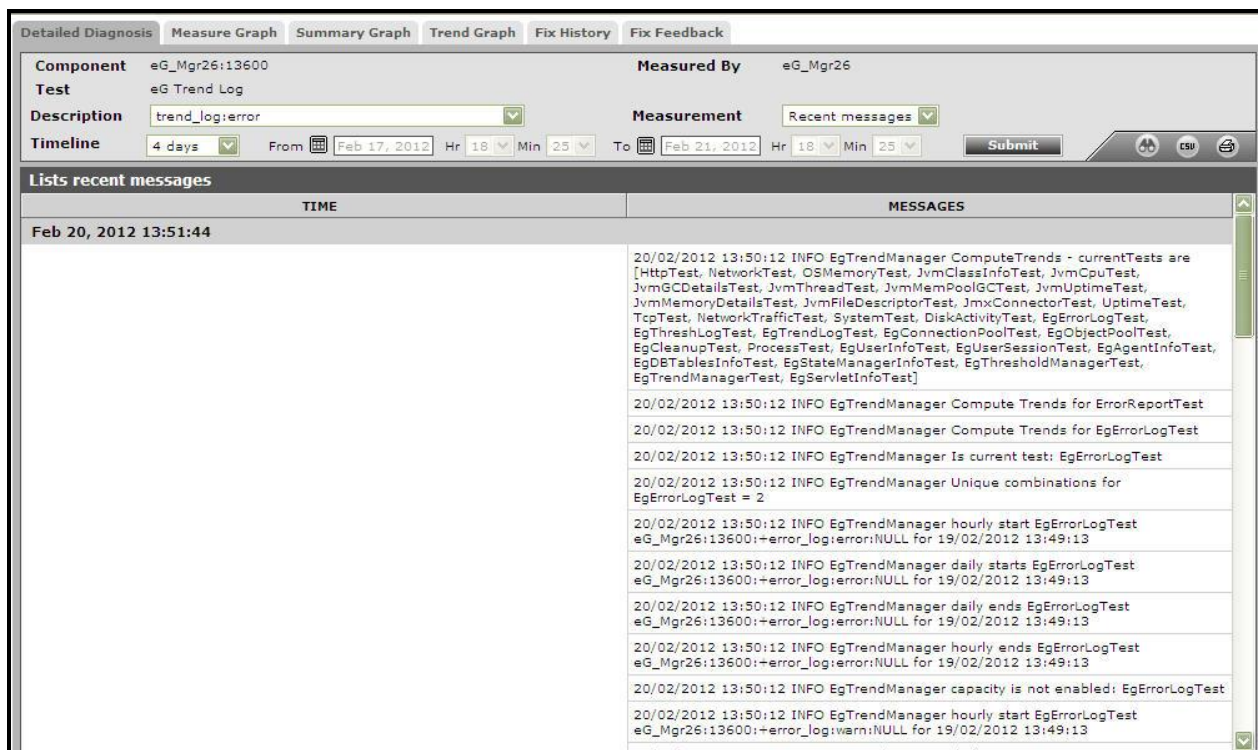 Detailed Diagnosis Measure Graph Summary Graph Trend Graph Fix History Fix Feedback
Component eG_Mgr26:13600 Measured By eG_Mgr26
Test eG Trend Log
Description trend_log:error Measurement Recent messages
Timeline 4 days From Feb 17, 2012 Hr 18 Min 25 To Feb 21, 2012 Hr 18 Min 25 Submit CSV
Lists recent messages
TIME MESSAGES
Feb 20, 2012 13:51:44
20/02/2012 13:50:12 INFO EgTrendManager ComputeTrends - currentTests are
[HttpTest, NetworkTest, OSMemoryTest, JvmClassInfoTest, JvmCpuTest,
JvmGCDetailsTest, JvmThreadTest, JvmMemPoolGCTest, JvmUptimeTest,
JvmMemoryDetailsTest, JvmFileDescriptorTest, JmxConnectorTest, UptimeTest,
TcpTest, NetworkTrafficTest, SystemTest, DiskActivityTest, EgErrorLogTest,
EgThreshLogTest, EgTrendLogTest, EgConnectionPoolTest, EgObjectPoolTest,
EgCleanupTest, ProcessTest, EgUserInfoTest, EgUserSessionTest, EgAgentInfoTest,
EgDBTablesInfoTest, EgStateManagerInfoTest, EgThresholdManagerTest,
EgTrendManagerTest, EgServletInfoTest]
20/02/2012 13:50:12 INFO EgTrendManager Compute Trends for ErrorReportTest
20/02/2012 13:50:12 INFO EgTrendManager Compute Trends for EgErrorLogTest
20/02/2012 13:50:12 INFO EgTrendManager Is current test: EgErrorLogTest
20/02/2012 13:50:12 INFO EgTrendManager Unique combinations for
EgErrorLogTest = 2
20/02/2012 13:50:12 INFO EgTrendManager hourly start EgErrorLogTest
eG_Mgr26:13600:+error_log:error:NULL for 19/02/2012 13:49:13
20/02/2012 13:50:12 INFO EgTrendManager daily starts EgErrorLogTest
eG_Mgr26:13600:+error_log:error:NULL for 19/02/2012 13:49:13
20/02/2012 13:50:12 INFO EgTrendManager daily ends EgErrorLogTest
eG_Mgr26:13600:+error_log:error:NULL for 19/02/2012 13:49:13
20/02/2012 13:50:12 INFO EgTrendManager hourly ends EgErrorLogTest
eG_Mgr26:13600:+error_log:error:NULL for 19/02/2012 13:49:13
20/02/2012 13:50:12 INFO EgTrendManager capacity is not enabled: EgErrorLogTest
20/02/2012 13:50:12 INFO EgTrendManager hourly start EgErrorLogTest
eG_Mgr26:13600:+error_log:warn:NULL for 19/02/2012 13:49:13